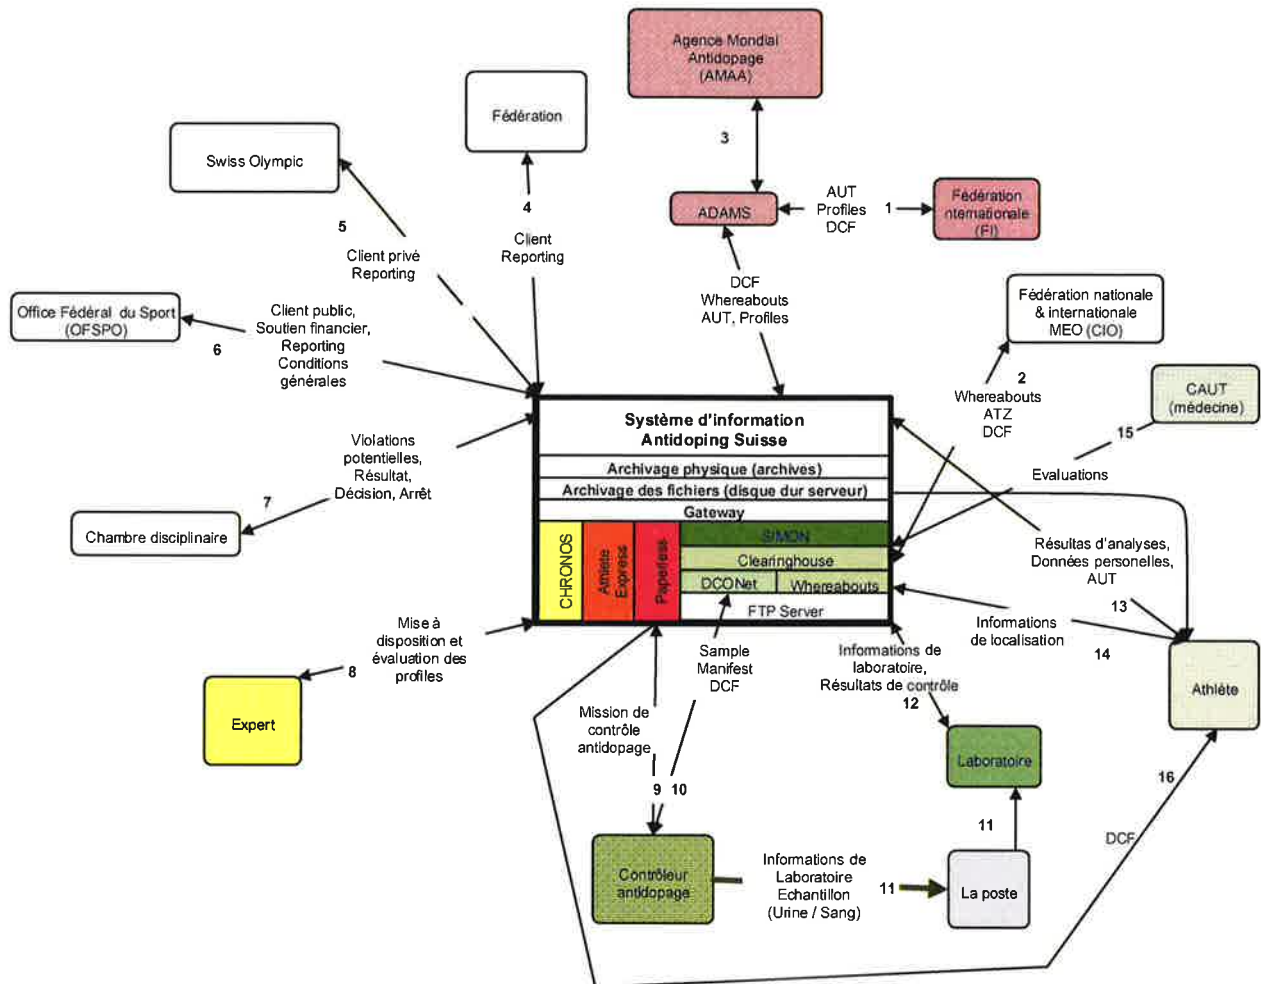 Agence Mondial
Antidopage
(AMAA)
Fédération
Swiss Olympic
3
ADAMS
AUT
Profiles
DCF
1
Fédération
nternationale
(FI)
5
4
Client privé
Reporting
Client
Reporting
DCF
Whereabouts
AUT, Profiles
Fédération nationale
& internationale
MEO (CIO)
Office Fédéral du Sport
(OFSPO)
6
Client public,
Soutien financier,
Reporting
Conditions
générales
2
Whereabouts
ATZ
DCF
CAUT
(médecine)
15
Evaluations
Système d'information
Antidoping Suisse
Archivage physique (archives)
Archivage des fichiers (disque dur serveur)
Gateway
CHRONOS
Athlete
Express
Paperless
SIMON
Clearinghouse
DCONet
Whereabouts
FTP Server
Violations
potentielles,
Résultat,
Décision, Arrêt
7
Chambre disciplinaire
Résultas d'analyses,
Données personelles,
AUT
13
Informations
de localisation
14
Athlète
Mise à
disposition et
évaluation des
profiles
8
Expert
Sample
Manifest
DCF
Mission de
contrôle
antidopage
9
10
Informations de
laboratoire,
Résultats de contrôle
12
Laboratoire
11
16
DCF
Contrôleur
antidopage
Informations de
Laboratoire
Echantillon
(Urine / Sang)
11
La poste